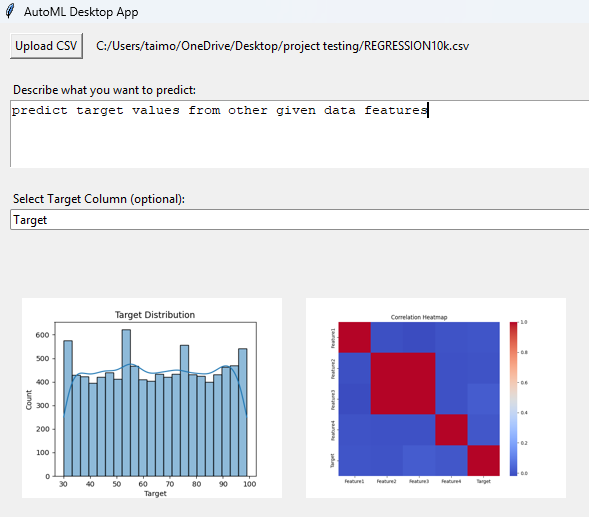 AutoML Desktop App
Upload CSV C:/Users/taimo/OneDrive/Desktop/project testing/REGRESSION10k.csv
Describe what you want to predict:
predict target values from other given data features
Select Target Column (optional):
Target
Target Distribution
600
500
400
300
200
100
0
Count
30 40 50 60 70 80 90 100
Target
Correlation Heatmap
Feature1
Feature2
Feature3
Feature4
Target
Feature1 Feature2 Feature3 Feature4 Target
1.0
0.8
0.6
0.4
0.2
0.0